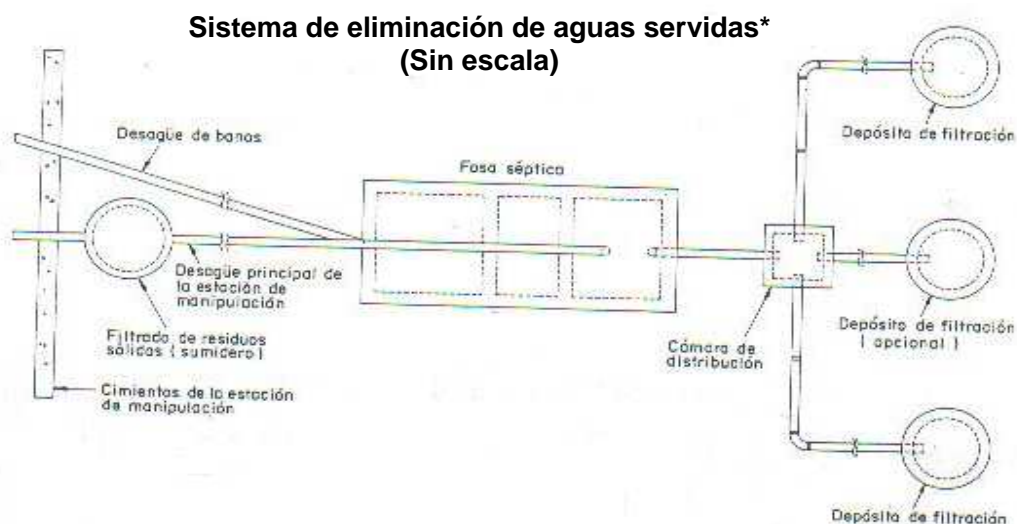 Sistema de eliminación de aguas servidas*
(Sin escala)
Desagüe de banos
Fosa séptica
Depósito de filtración
Desagüe principal de
la estación de
manipulación
Filtrado de residuos
sólidos ( sumidero )
Cimientos de la estación
de manipulación
Cámara de
distribución
Depósito de filtración
( opcional )
Depósito de filtración